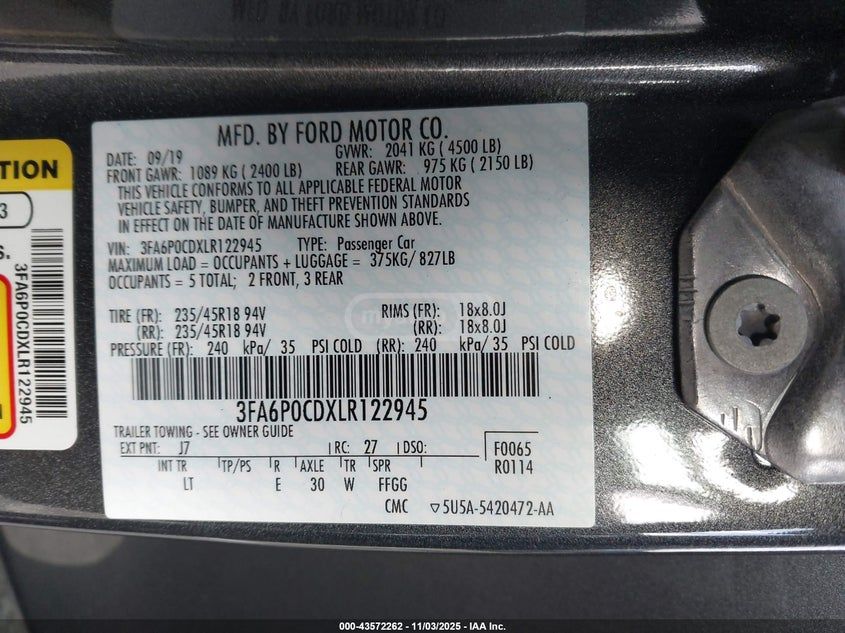 MFD. BY FORD MOTOR CO.
DATE: 09/19 GVWR: 2041 KG ( 4500 LB)
FRONT GAWR: 1089 KG ( 2400 LB) REAR GAWR: 975 KG ( 2150 LB)
THIS VEHICLE CONFORMS TO ALL APPLICABLE FEDERAL MOTOR
VEHICLE SAFETY, BUMPER, AND THEFT PREVENTION STANDARDS
IN EFFECT ON THE DATE OF MANUFACTURE SHOWN ABOVE.
VIN: 3FA6P0CDXLR122945 TYPE: Passenger Car
MAXIMUM LOAD = OCCUPANTS + LUGGAGE = 375KG/ 827LB
OCCUPANTS = 5 TOTAL; 2 FRONT, 3 REAR
TIRE (FR): 235/45R18 94V RIMS (FR): 18x8.0J
(RR): 235/45R18 94V (RR): 18x8.0J
PRESSURE (FR): 240 kPa/ 35 PSI COLD (RR): 240 kPa/ 35 PSI COLD
3FA6P0CDXLR122945
TRAILER TOWING - SEE OWNER GUIDE
EXT PNT: J7 RC: 27 DSO: F0065
R0114
INT TR TP/PS R AXLE TR SPR
LT E 30 W FFGG
CMC ▽5U5A-5420472-AA
TION
3
S.
3FA6P0CDXLR122945
000-43572262 - 11/03/2025 - IAA Inc.